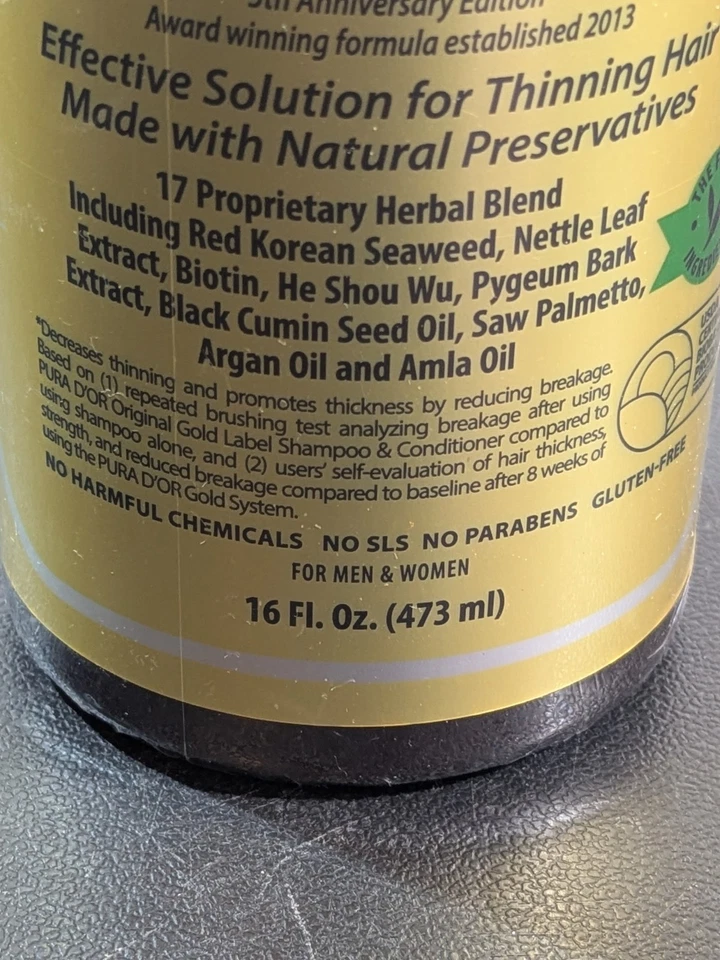 5th Anniversary Edition
Award winning formula established 2013
Effective Solution for Thinning Hair
Made with Natural Preservatives
17 Proprietary Herbal Blend
Including Red Korean Seaweed, Nettle Leaf
Extract, Biotin, He Shou Wu, Pygeum Bark
Extract, Black Cumin Seed Oil, Saw Palmetto,
Argan Oil and Amla Oil
*Decreases thinning and promotes thickness by reducing breakage.
Based on (1) repeated brushing test analyzing breakage after using
PURA D'OR Original Gold Label Shampoo & Conditioner compared to
using shampoo alone, and (2) users' self-evaluation of hair thickness,
strength, and reduced breakage compared to baseline after 8 weeks of
using the PURA D'OR Gold System.
NO HARMFUL CHEMICALS NO SLS NO PARABENS GLUTEN-FREE
FOR MEN & WOMEN
16 Fl. Oz. (473 ml)
THE